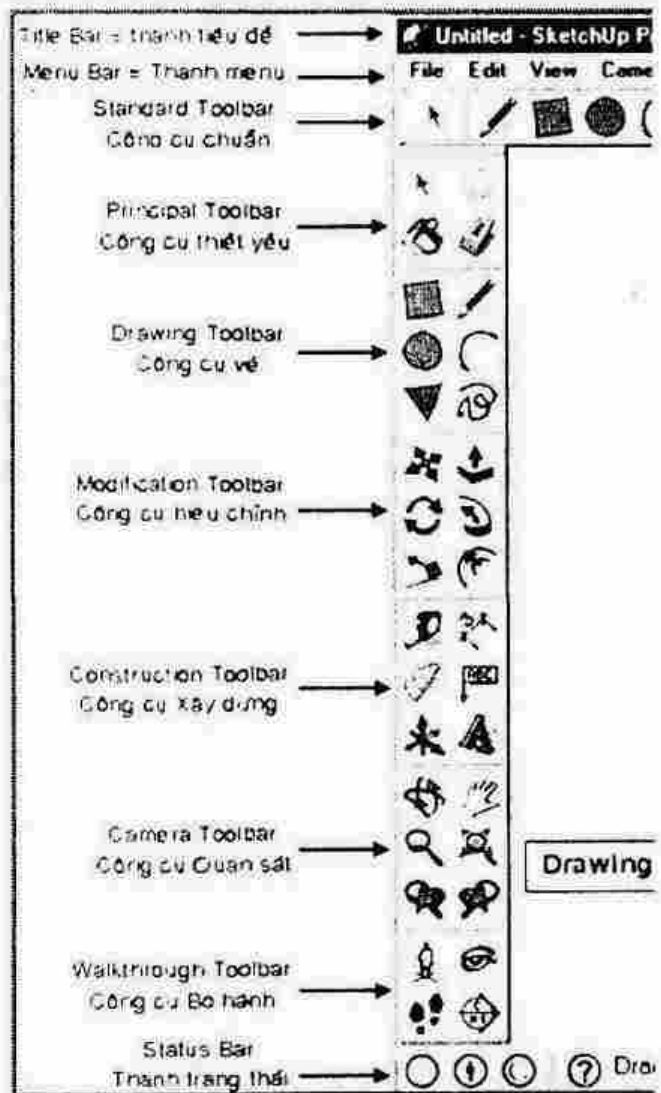 Title Bar = thanh tiêu đề
Untitled - SketchUp P
Menu Bar = Thanh menu
File Edit View Came
Standard Toolbar
Công cụ chuẩn
Principal Toolbar
Công cụ thiết yếu
Drawing Toolbar
Công cụ vẽ
Modification Toolbar
Công cụ hiệu chỉnh
Construction Toolbar
Công cụ Xây dựng
ABC
Camera Toolbar
Công cụ Quan sát
Drawing
Walkthrough Toolbar
Công cụ Bộ hành
Status Bar
Thanh trạng thái
? Dra